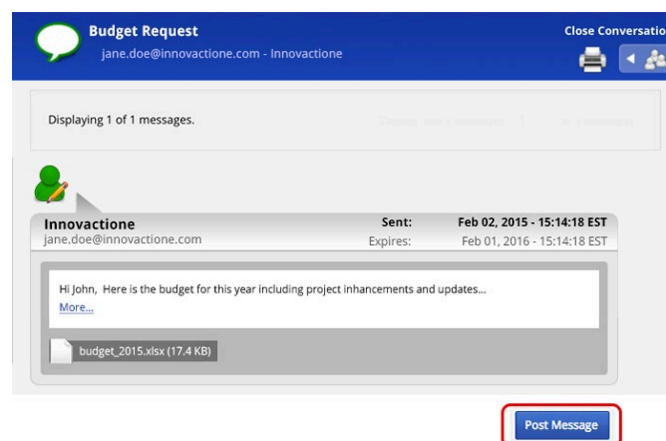 Budget Request
Close Conversatio
jane.doe@innovactione.com - Innovactione
Displaying 1 of 1 messages.
Innovactione
Sent: Feb 02, 2015 - 15:14:18 EST
jane.doe@innovactione.com
Expires: Feb 01, 2016 - 15:14:18 EST
Hi John, Here is the budget for this year including project inhancements and updates...
More...
budget_2015.xlsx (17.4 KB)
Post Message